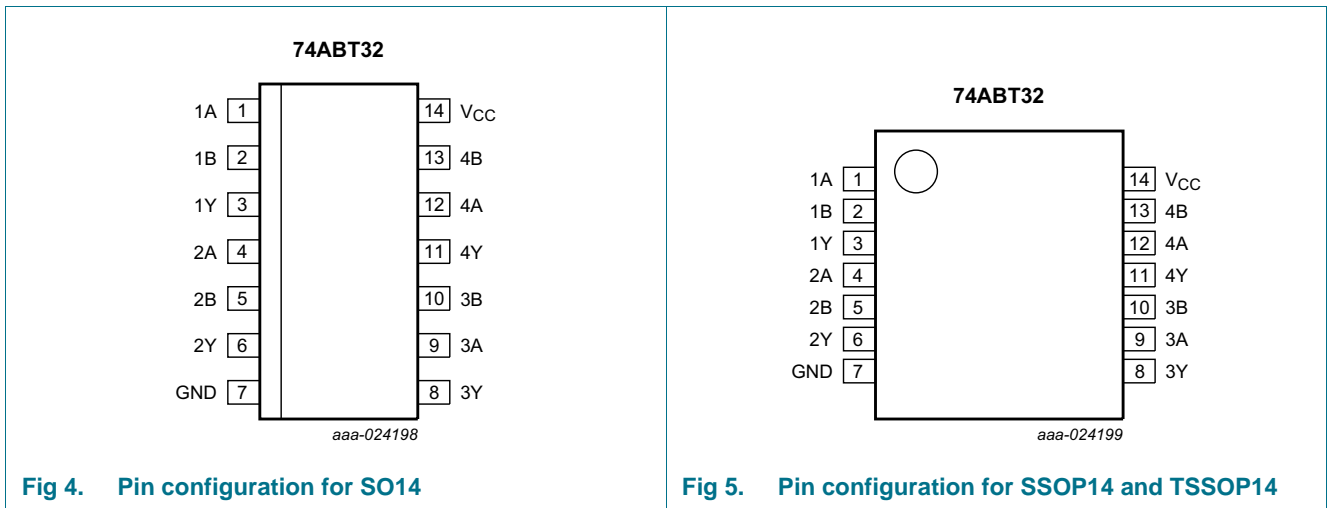 74ABT32
1A 1 14 VCC
1B 2 13 4B
1Y 3 12 4A
2A 4 11 4Y
2B 5 10 3B
2Y 6 9 3A
GND 7 8 3Y
aaa-024198
Fig 4. Pin configuration for SO14
74ABT32
1A 1 14 VCC
1B 2 13 4B
1Y 3 12 4A
2A 4 11 4Y
2B 5 10 3B
2Y 6 9 3A
GND 7 8 3Y
aaa-024199
Fig 5. Pin configuration for SSOP14 and TSSOP14